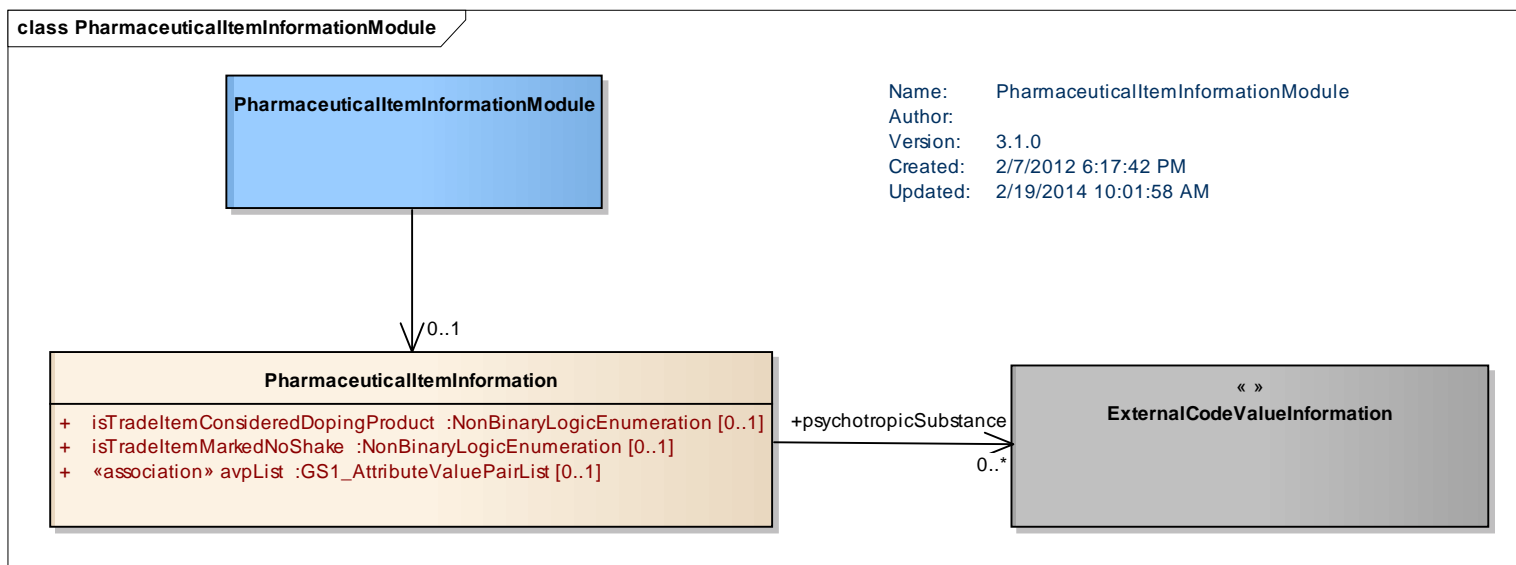 class PharmaceuticalItemInformationModule
PharmaceuticalItemInformationModule
Name: PharmaceuticalItemInformationModule
Author:
Version: 3.1.0
Created: 2/7/2012 6:17:42 PM
Updated: 2/19/2014 10:01:58 AM
0..1
PharmaceuticalItemInformation
+ isTradeItemConsideredDopingProduct :NonBinaryLogicEnumeration [0..1]
+ isTradeItemMarkedNoShake :NonBinaryLogicEnumeration [0..1]
+ «association» avpList :GS1_AttributeValuePairList [0..1]
+psychotropicSubstance
0..*
« »
ExternalCodeValueInformation